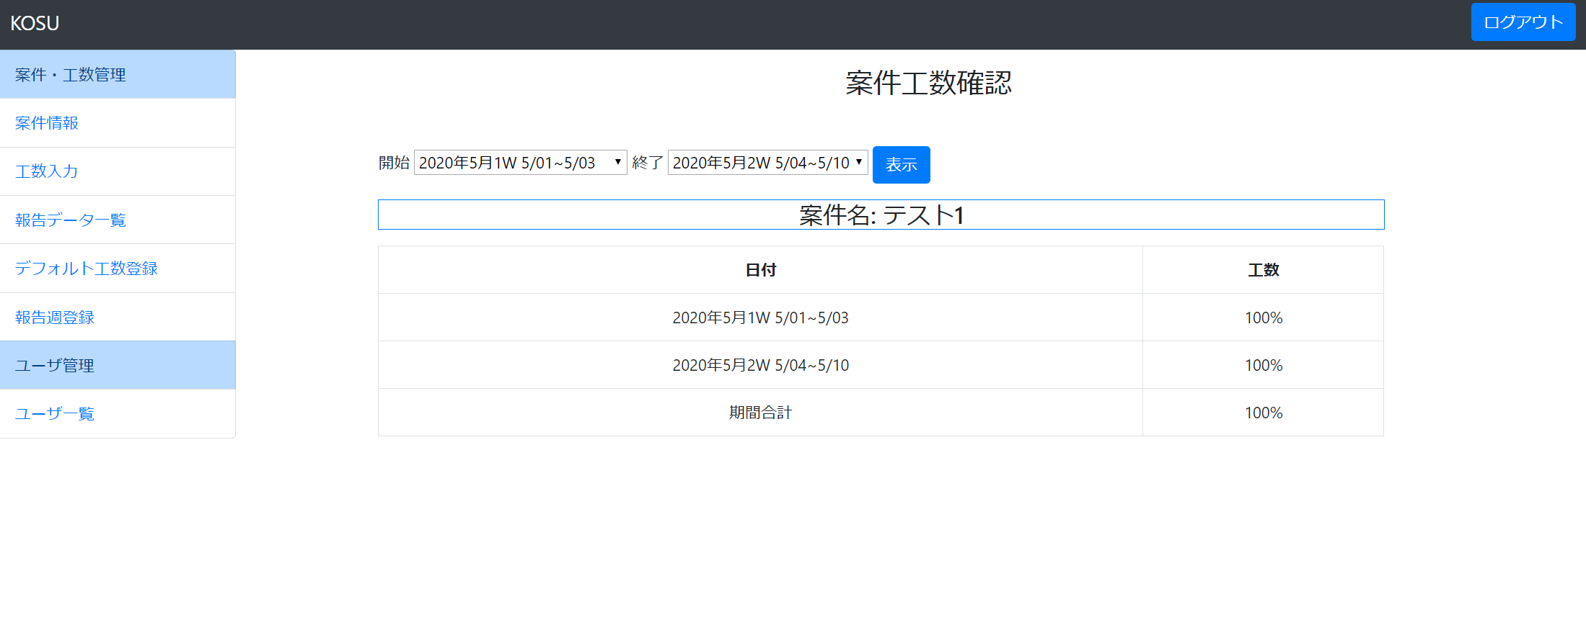 KOSU
ログアウト
案件・工数管理
案件情報
工数入力
報告データ一覧
デフォルト工数登録
報告週登録
ユーザ管理
ユーザ一覧
案件工数確認
開始 2020年5月1W 5/01~5/03 終了 2020年5月2W 5/04~5/10 表示
案件名: テスト1
日付 工数
2020年5月1W 5/01~5/03 100%
2020年5月2W 5/04~5/10 100%
期間合計 100%